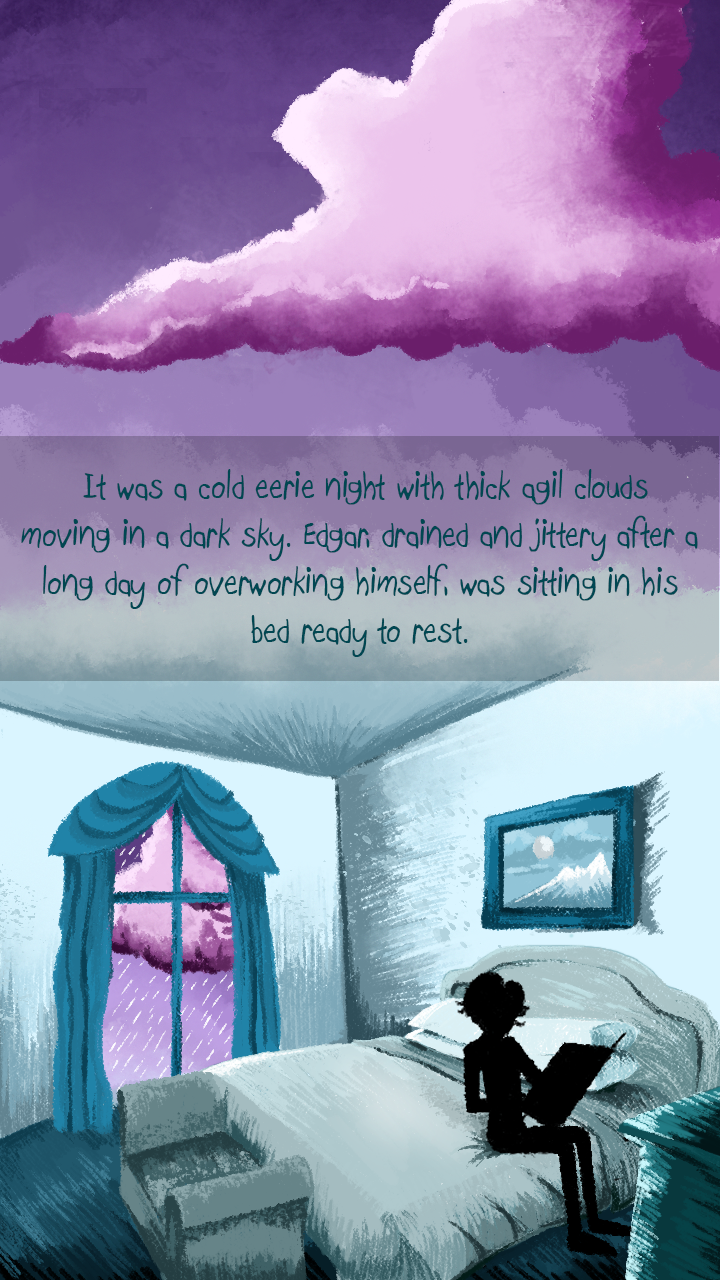 It was a cold eerie night with thick agil clouds
moving in a dark sky. Edgar, drained and jittery after a
long day of overworking himself, was sitting in his
bed ready to rest.